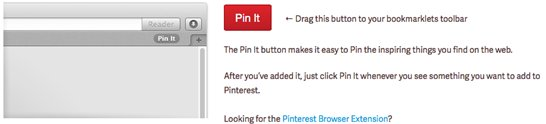 Reader
Pin It
Pin It
← Drag this button to your bookmarklets toolbar
The Pin It button makes it easy to Pin the inspiring things you find on the web.
After you've added it, just click Pin It whenever you see something you want to add to
Pinterest.
Looking for the Pinterest Browser Extension?